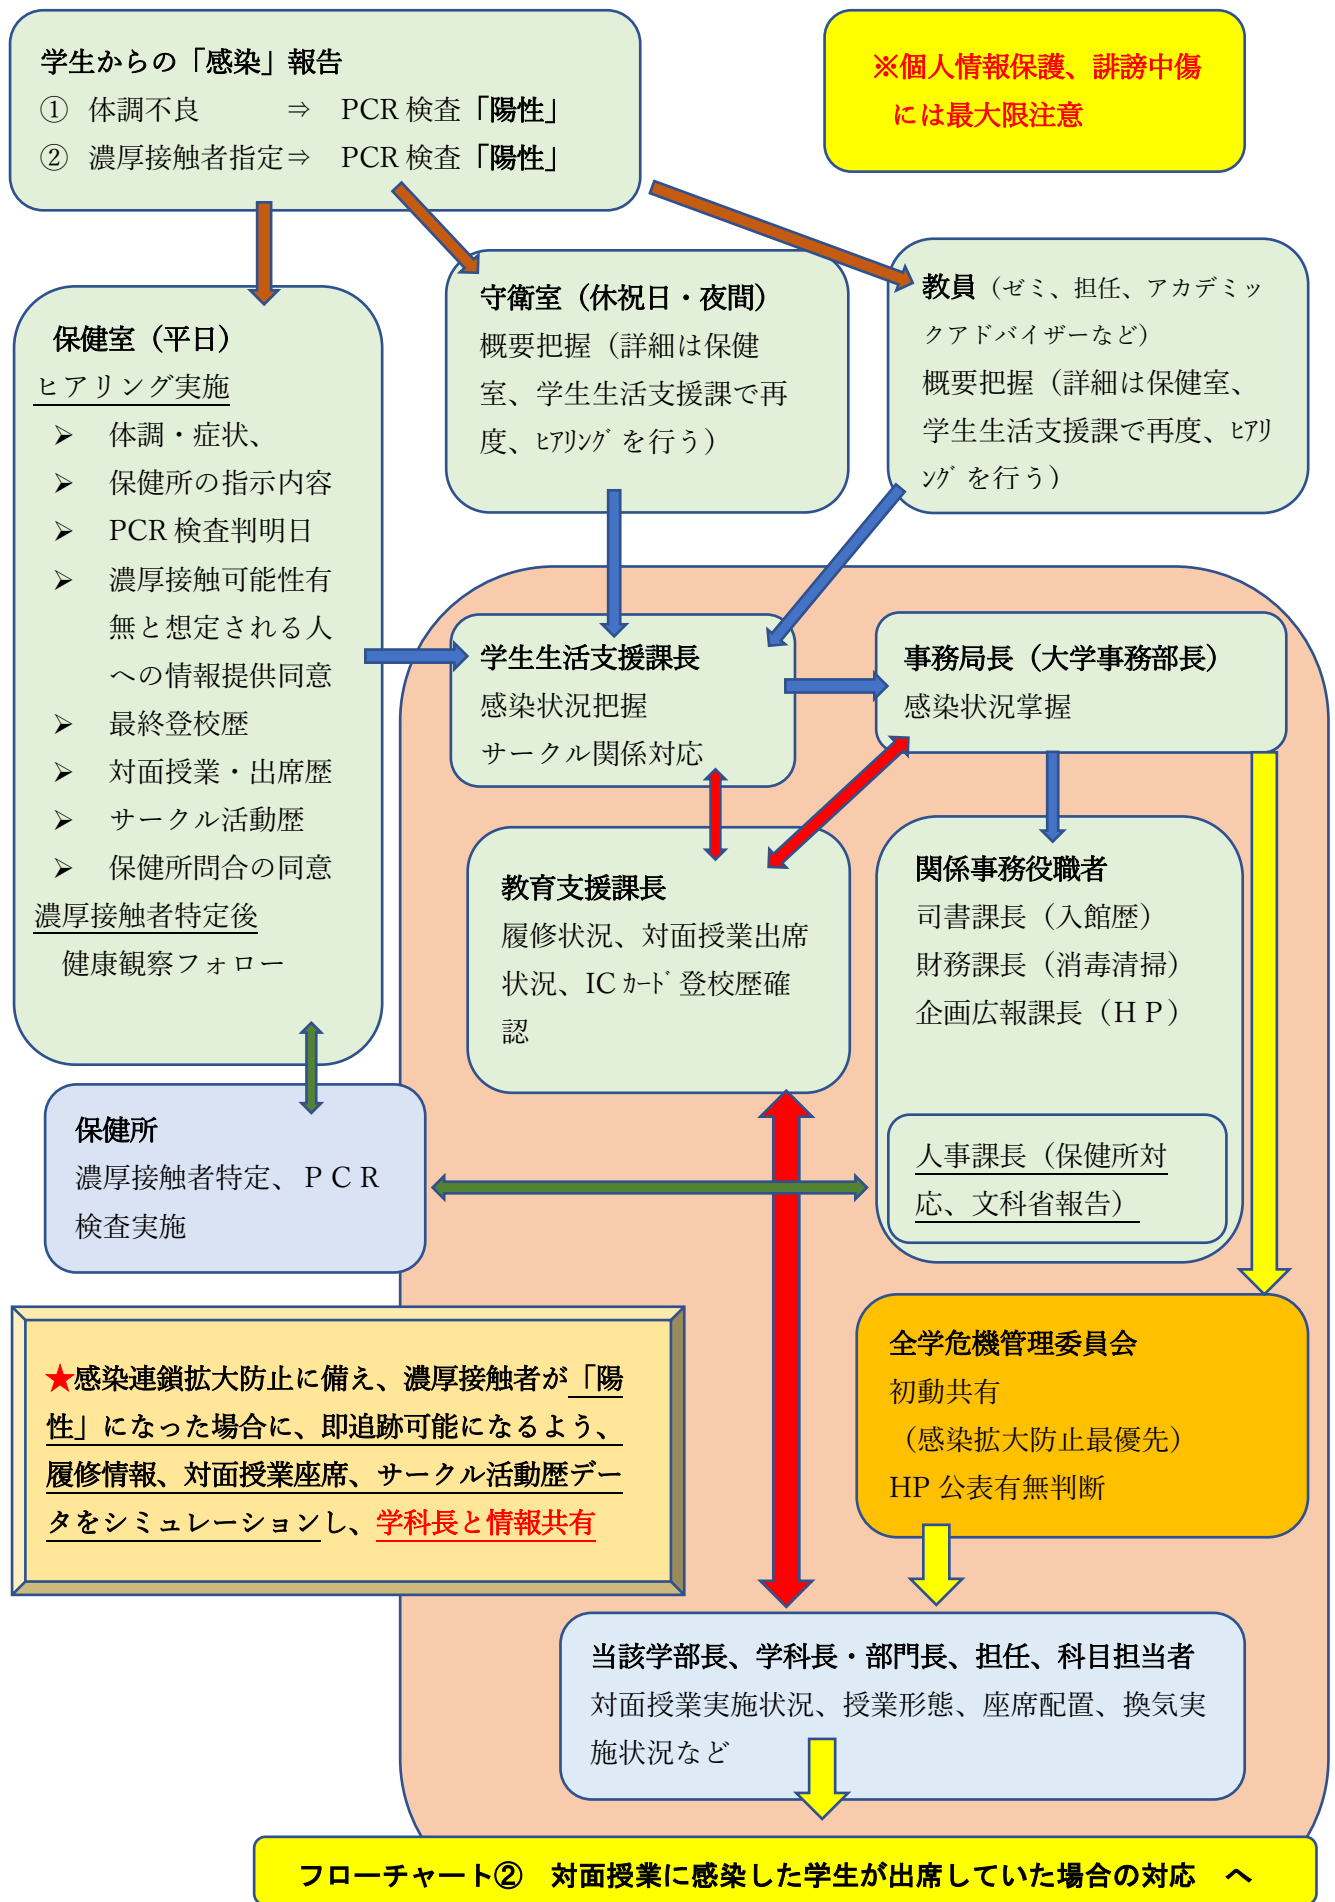 学生からの「感染」報告
① 体調不良 ⇒ PCR 検査「陽性」
② 濃厚接触者指定⇒ PCR 検査「陽性」
※個人情報保護、誹謗中傷
には最大限注意
保健室（平日）
ヒアリング実施
➢ 体調・症状、
➢ 保健所の指示内容
➢ PCR 検査判明日
➢ 濃厚接触可能性有
無と想定される人
への情報提供同意
➢ 最終登校歴
➢ 対面授業・出席歴
➢ サークル活動歴
➢ 保健所問合の同意
濃厚接触者特定後
健康観察フォロー
守衛室（休祝日・夜間）
概要把握（詳細は保健
室、学生生活支援課で再
度、ﾋｱﾘﾝｸﾞを行う）
教員（ゼミ、担任、アカデミッ
クアドバイザーなど）
概要把握（詳細は保健室、
学生生活支援課で再度、ﾋｱﾘ
ﾝｸﾞを行う）
学生生活支援課長
感染状況把握
サークル関係対応
事務局長（大学事務部長）
感染状況掌握
教育支援課長
履修状況、対面授業出席
状況、IC ｶｰﾄﾞ登校歴確
認
関係事務役職者
司書課長（入館歴）
財務課長（消毒清掃）
企画広報課長（ＨＰ）
人事課長（保健所対
応、文科省報告）
保健所
濃厚接触者特定、ＰＣＲ
検査実施
★感染連鎖拡大防止に備え、濃厚接触者が「陽
性」になった場合に、即追跡可能になるよう、
履修情報、対面授業座席、サークル活動歴デー
タをシミュレーションし、学科長と情報共有
全学危機管理委員会
初動共有
（感染拡大防止最優先）
HP 公表有無判断
当該学部長、学科長・部門長、担任、科目担当者
対面授業実施状況、授業形態、座席配置、換気実
施状況など
フローチャート② 対面授業に感染した学生が出席していた場合の対応 へ